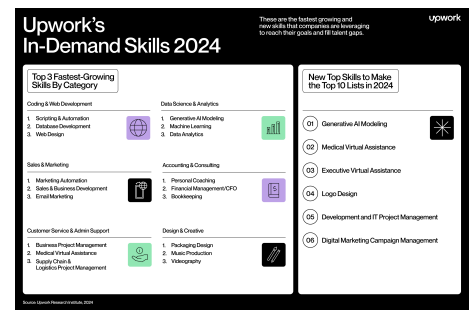 Upwork's
In-Demand Skills 2024
These are the fastest growing and
new skills that companies are leveraging
to reach their goals and fill talent gaps.
upwork
Top 3 Fastest-Growing
Skills By Category
Coding & Web Development
1. Scripting & Automation
2. Database Development
3. Web Design
Data Science & Analytics
1. Generative AI Modeling
2. Machine Learning
3. Data Analytics
Sales & Marketing
1. Marketing Automation
2. Sales & Business Development
3. Email Marketing
Accounting & Consulting
1. Personal Coaching
2. Financial Management/CFO
3. Bookkeeping
Customer Service & Admin Support
1. Business Project Management
2. Medical Virtual Assistance
3. Supply Chain &
Logistics Project Management
Design & Creative
1. Packaging Design
2. Music Production
3. Videography
New Top Skills to Make
the Top 10 Lists in 2024
01 Generative AI Modeling
02 Medical Virtual Assistance
03 Executive Virtual Assistance
04 Logo Design
05 Development and IT Project Management
06 Digital Marketing Campaign Management
Source: Upwork Research Institute, 2024